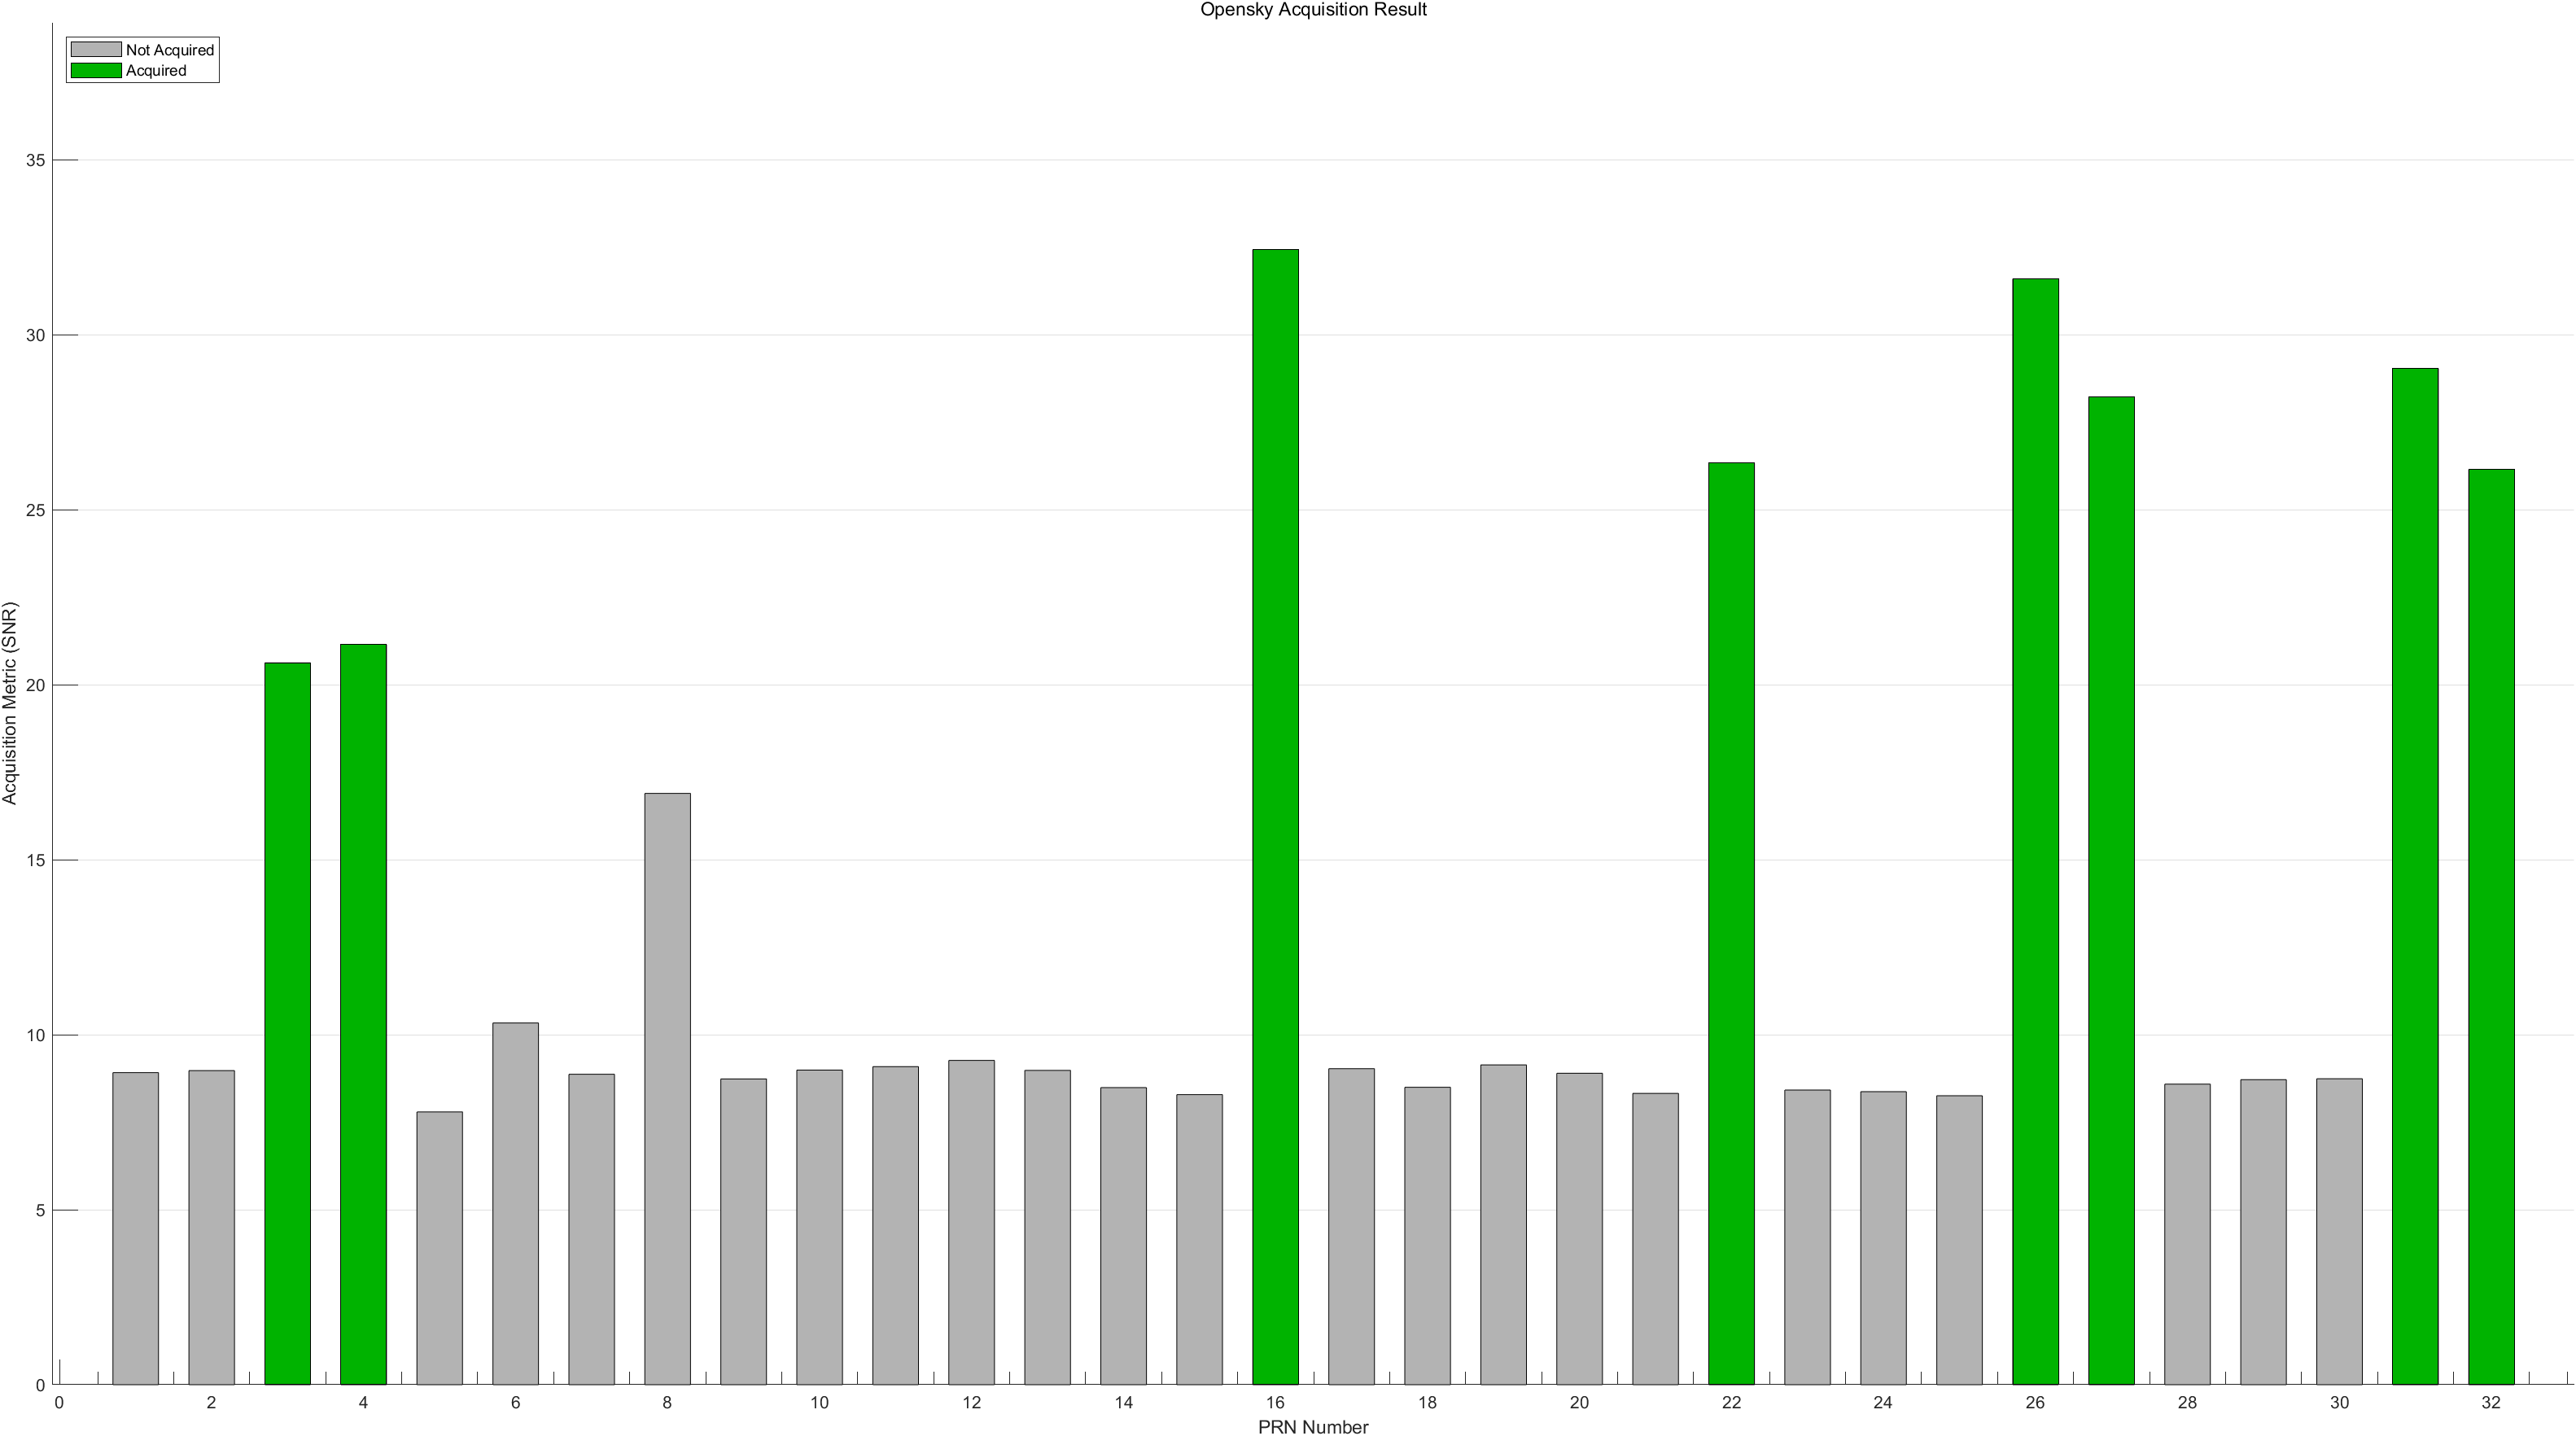 Opensky Acquisition Result
Not Acquired
Acquired
35
30
25
20
15
10
5
0
Acquisition Metric (SNR)
0 2 4 6 8 10 12 14 16 18 20 22 24 26 28 30 32
PRN Number